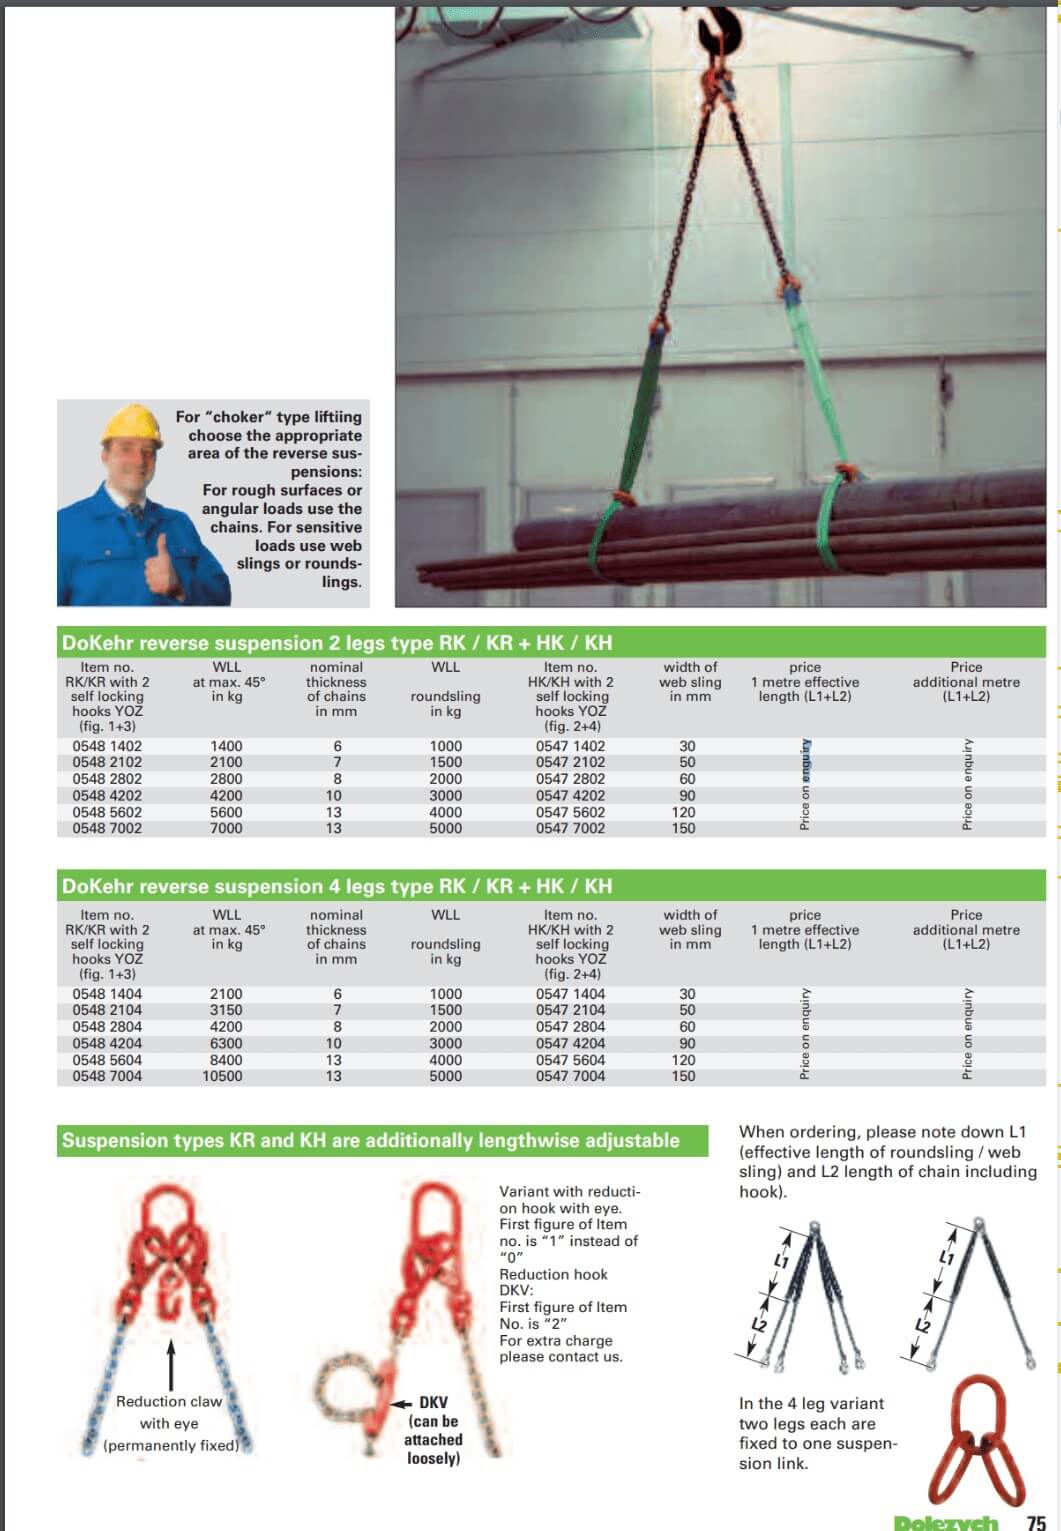 For “choker” type liftiing
choose the appropriate
area of the reverse sus-
pensions:
For rough surfaces or
angular loads use the
chains. For sensitive
loads use web
slings or rounds-
lings.
DoKehr reverse suspension 2 legs type RK / KR + HK / KH
Item no. WLL nominal WLL Item no. width of price Price
RK/KR with 2 at max. 45° thickness HK/KH with 2 web sling 1 metre effective additional metre
self locking in kg of chains roundsling self locking in mm length (L1+L2) (L1+L2)
hooks YOZ in mm in kg hooks YOZ
(fig. 1+3) (fig. 2+4)
0548 1402 1400 6 1000 0547 1402 30
0548 2102 2100 7 1500 0547 2102 50
0548 2802 2800 8 2000 0547 2802 60
0548 4202 4200 10 3000 0547 4202 90
0548 5602 5600 13 4000 0547 5602 120
0548 7002 7000 13 5000 0547 7002 150
Price on enquiry
Price on enquiry
DoKehr reverse suspension 4 legs type RK / KR + HK / KH
Item no. WLL nominal WLL Item no. width of price Price
RK/KR with 2 at max. 45° thickness HK/KH with 2 web sling 1 metre effective additional metre
self locking in kg of chains roundsling self locking in mm length (L1+L2) (L1+L2)
hooks YOZ in mm in kg hooks YOZ
(fig. 1+3) (fig. 2+4)
0548 1404 2100 6 1000 0547 1404 30
0548 2104 3150 7 1500 0547 2104 50
0548 2804 4200 8 2000 0547 2804 60
0548 4204 6300 10 3000 0547 4204 90
0548 5604 8400 13 4000 0547 5604 120
0548 7004 10500 13 5000 0547 7004 150
Price on enquiry
Price on enquiry
Suspension types KR and KH are additionally lengthwise adjustable
Reduction claw
with eye
(permanently fixed)
DKV
(can be
attached
loosely)
Variant with reducti-
on hook with eye.
First figure of Item
no. is “1” instead of
“0”
Reduction hook
DKV:
First figure of Item
No. is “2”
For extra charge
please contact us.
When ordering, please note down L1
(effective length of roundsling / web
sling) and L2 length of chain including
hook).
L1
L2
L1
L2
In the 4 leg variant
two legs each are
fixed to one suspen-
sion link.
Dolezych 75